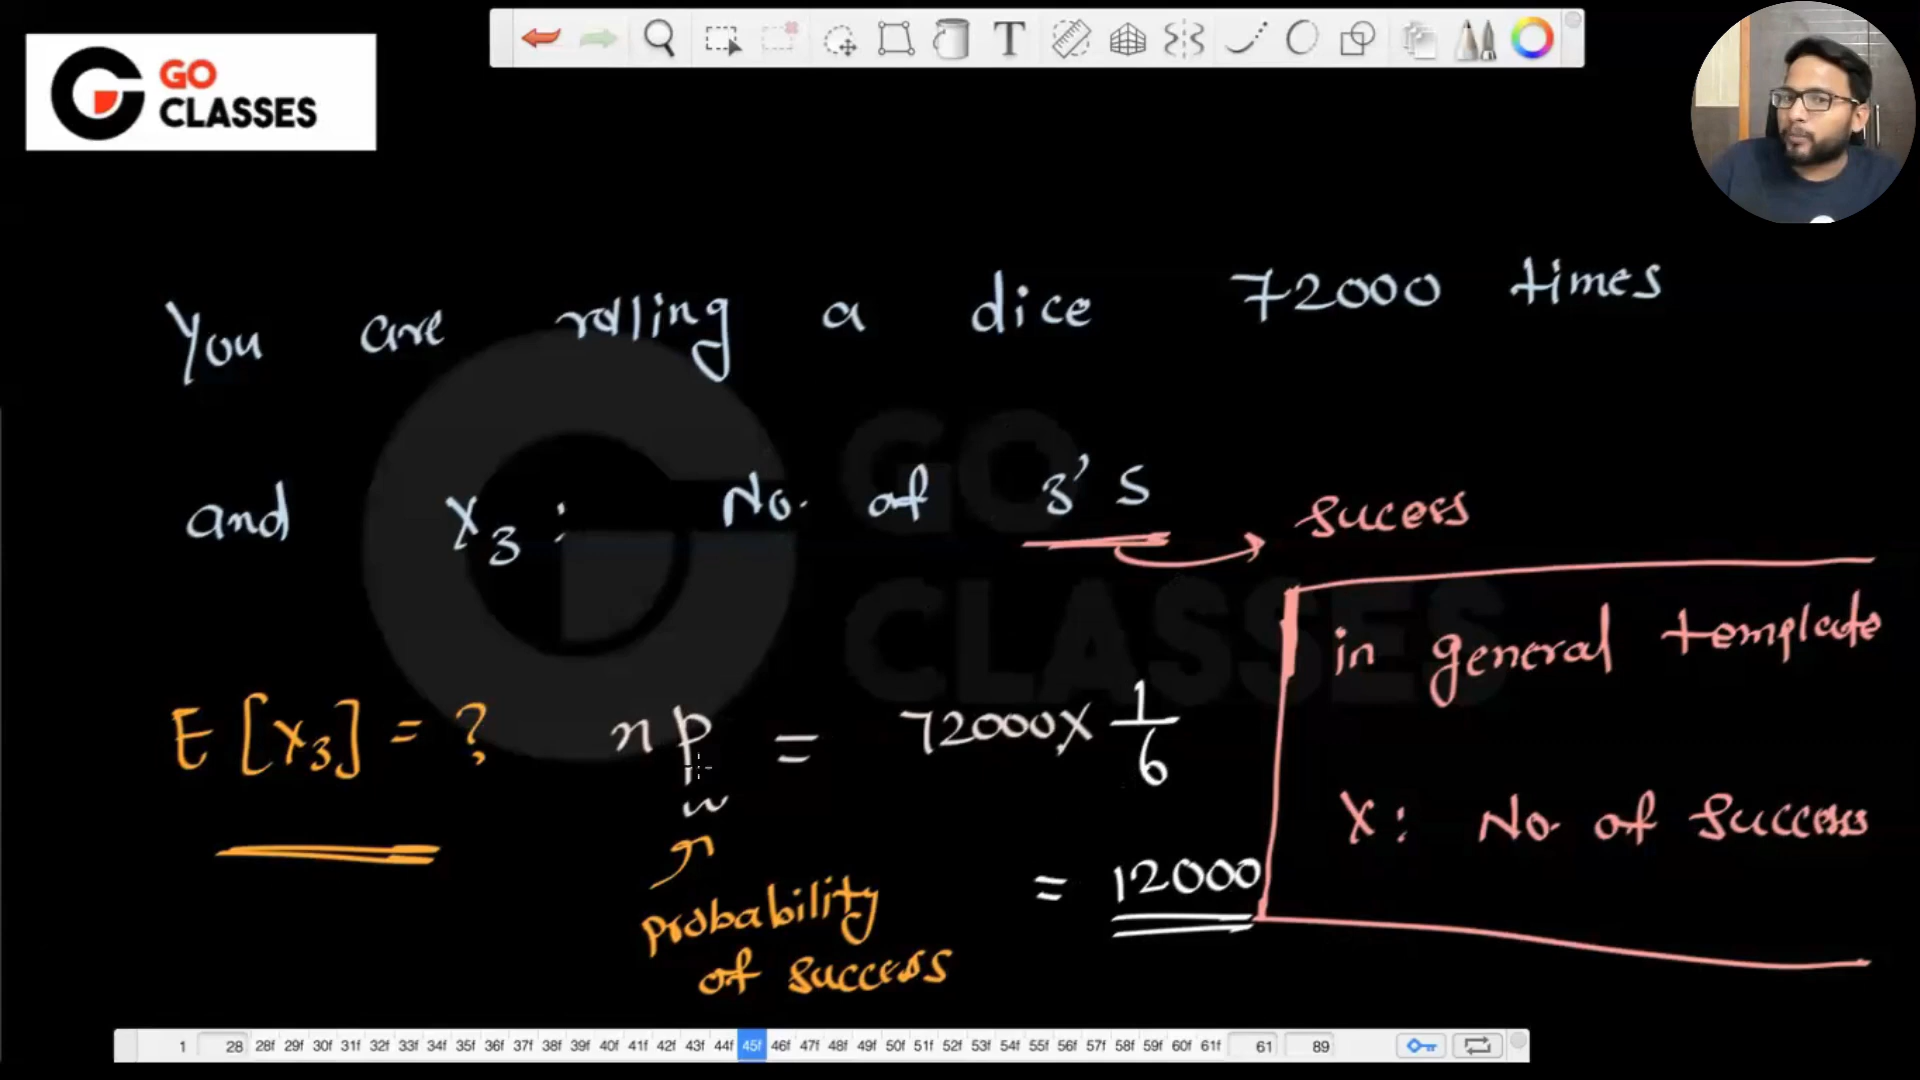 GO
CLASSES
You are rolling a dice 72000 times
GO
CLASSES
and X3: No. of 3's
sucess
in general template
E[X3] = ? np = 72000 x 1/6
X: No. of Success
= 12000
probability
of success
1 28 28f 29f 30f 31f 32f 33f 34f 35f 36f 37f 38f 39f 40f 41f 42f 43f 44f 45f 46f 47f 48f 49f 50f 51f 52f 53f 54f 55f 56f 57f 58f 59f 60f 61f 61 89